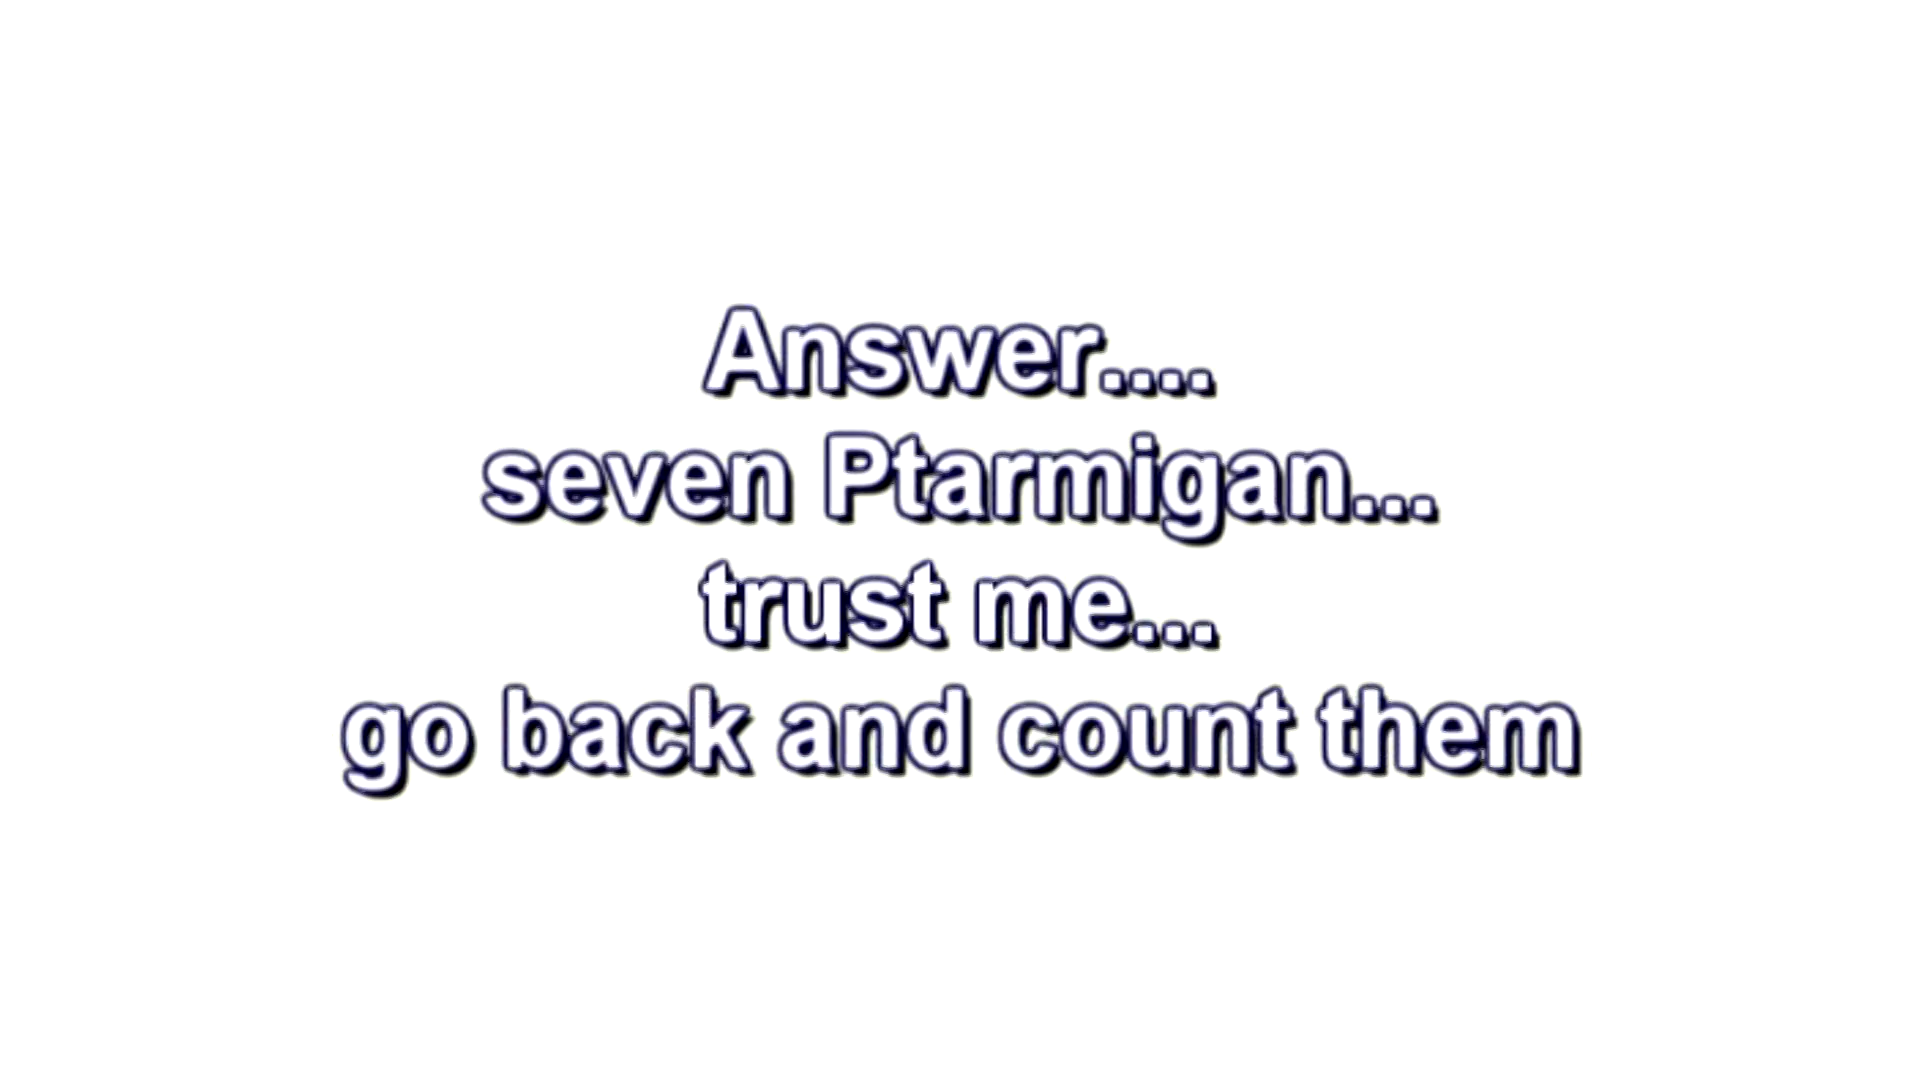 Answer....
seven Ptarmigan...
trust me...
go back and count them